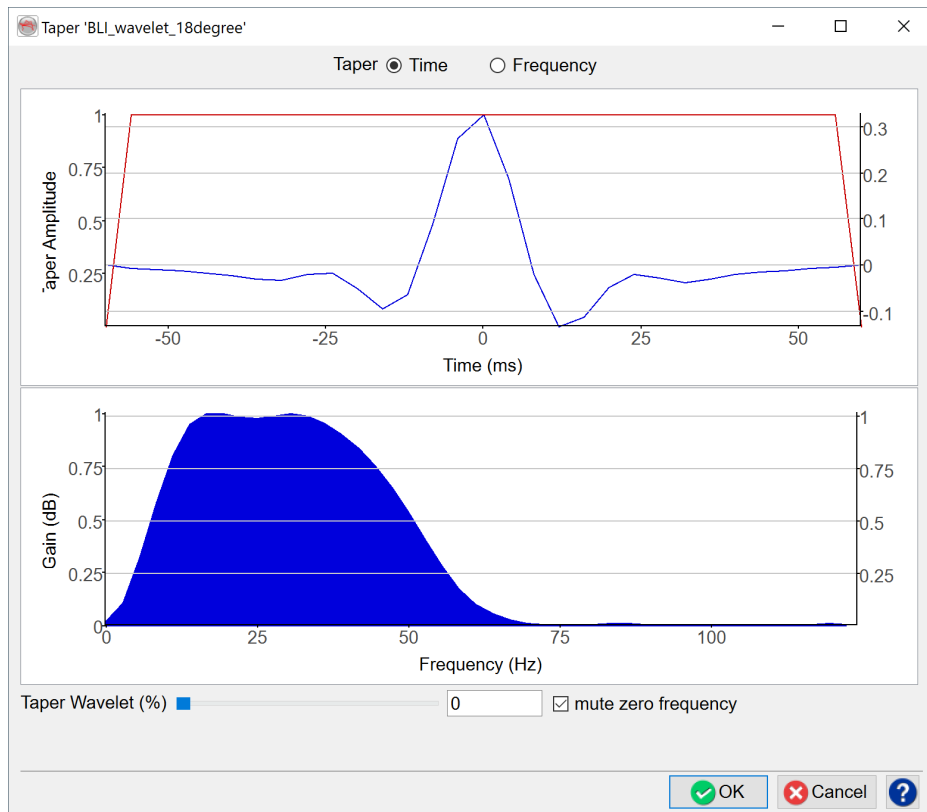 Taper 'BLI_wavelet_18degree'
Taper Time Frequency
1
0.75
0.5
0.25
aper Amplitude
0.3
0.2
0.1
0
-0.1
-50 -25 0 25 50
Time (ms)
1
0.75
0.5
0.25
0
Gain (dB)
1
0.75
0.5
0.25
0 25 50 75 100
Frequency (Hz)
Taper Wavelet (%) 0 mute zero frequency
OK Cancel ?